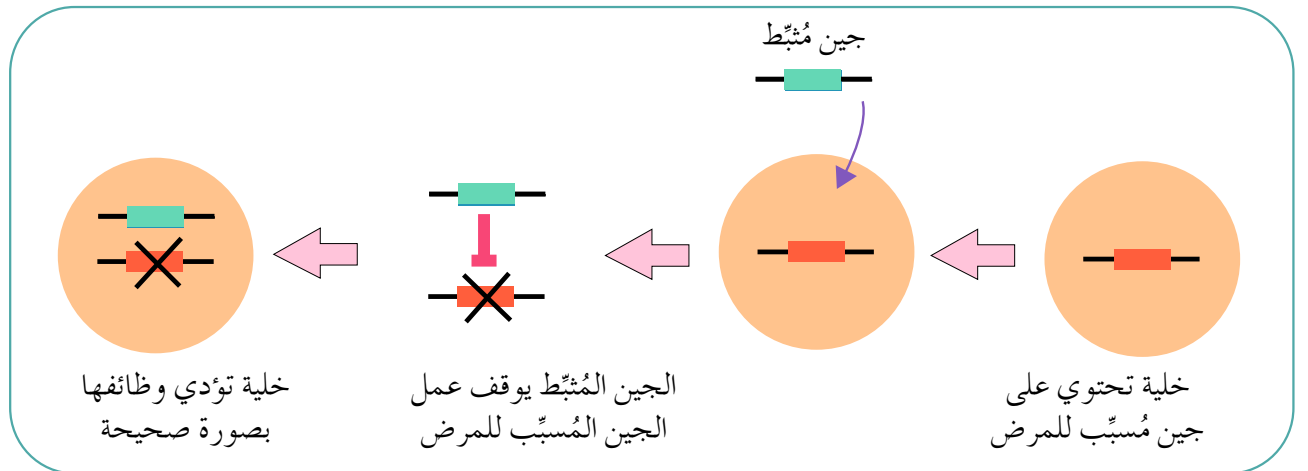 جين مُثبِّط
خلية تحتوي على
جين مُسبِّب للمرض
الجين المُثبِّط يوقف عمل
الجين المُسبِّب للمرض
خلية تؤدي وظائفها
بصورة صحيحة